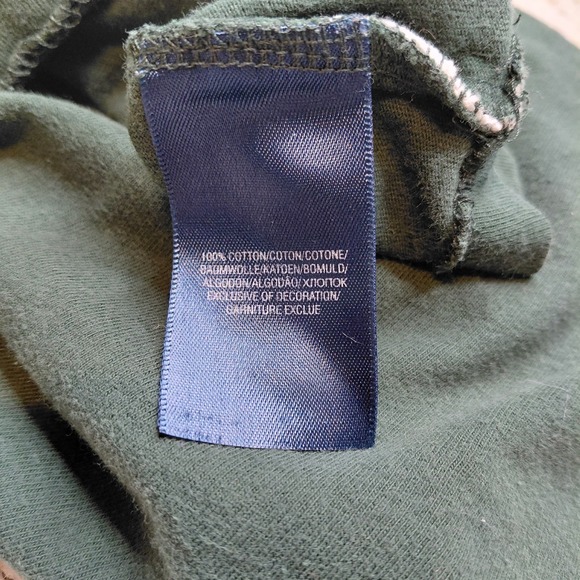 100% COTTON/COTON/COTONE/
BAUMWOLLE/KATOEN/BOMULD/
ALGODON/ALGODÃO/ХЛОПОК
EXCLUSIVE OF DECORATION/
GARNITURE EXCLUE